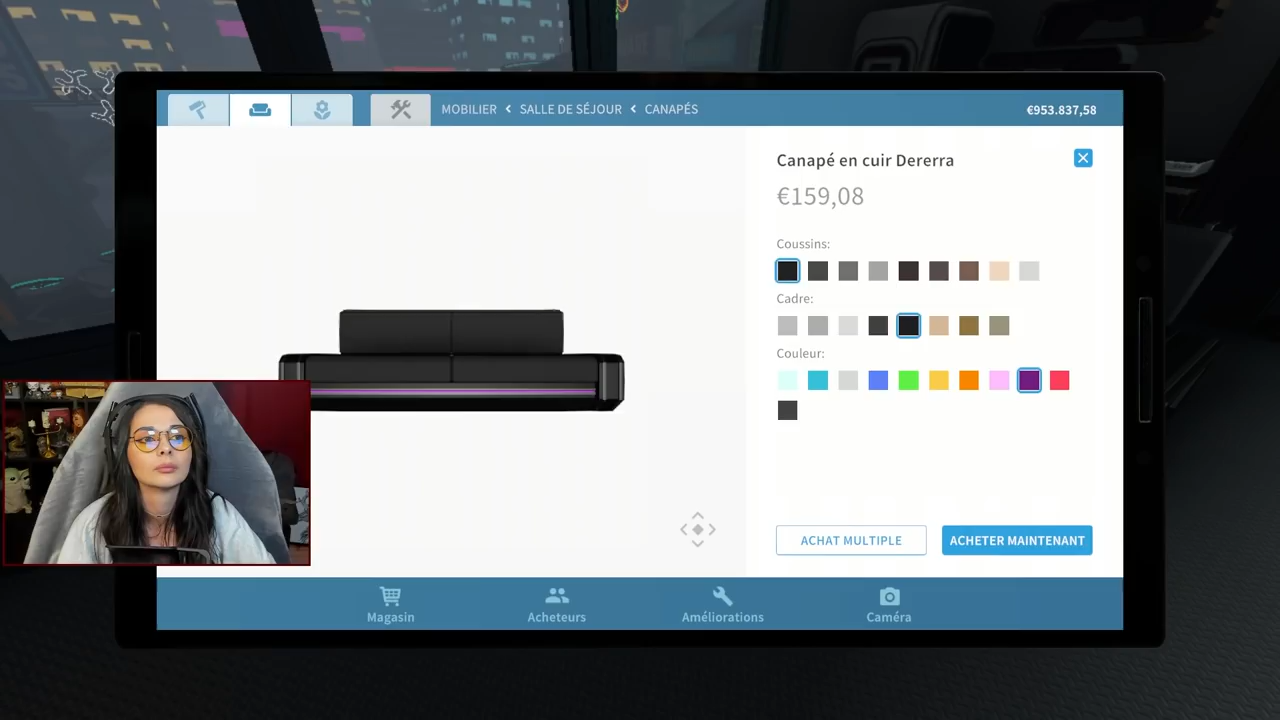 MOBILIER < SALLE DE SÉJOUR < CANAPÉS
€953.837,58
Canapé en cuir Dererra
€159,08
Coussins:
Cadre:
Couleur:
ACHAT MULTIPLE
ACHETER MAINTENANT
Magasin
Acheteurs
Améliorations
Caméra